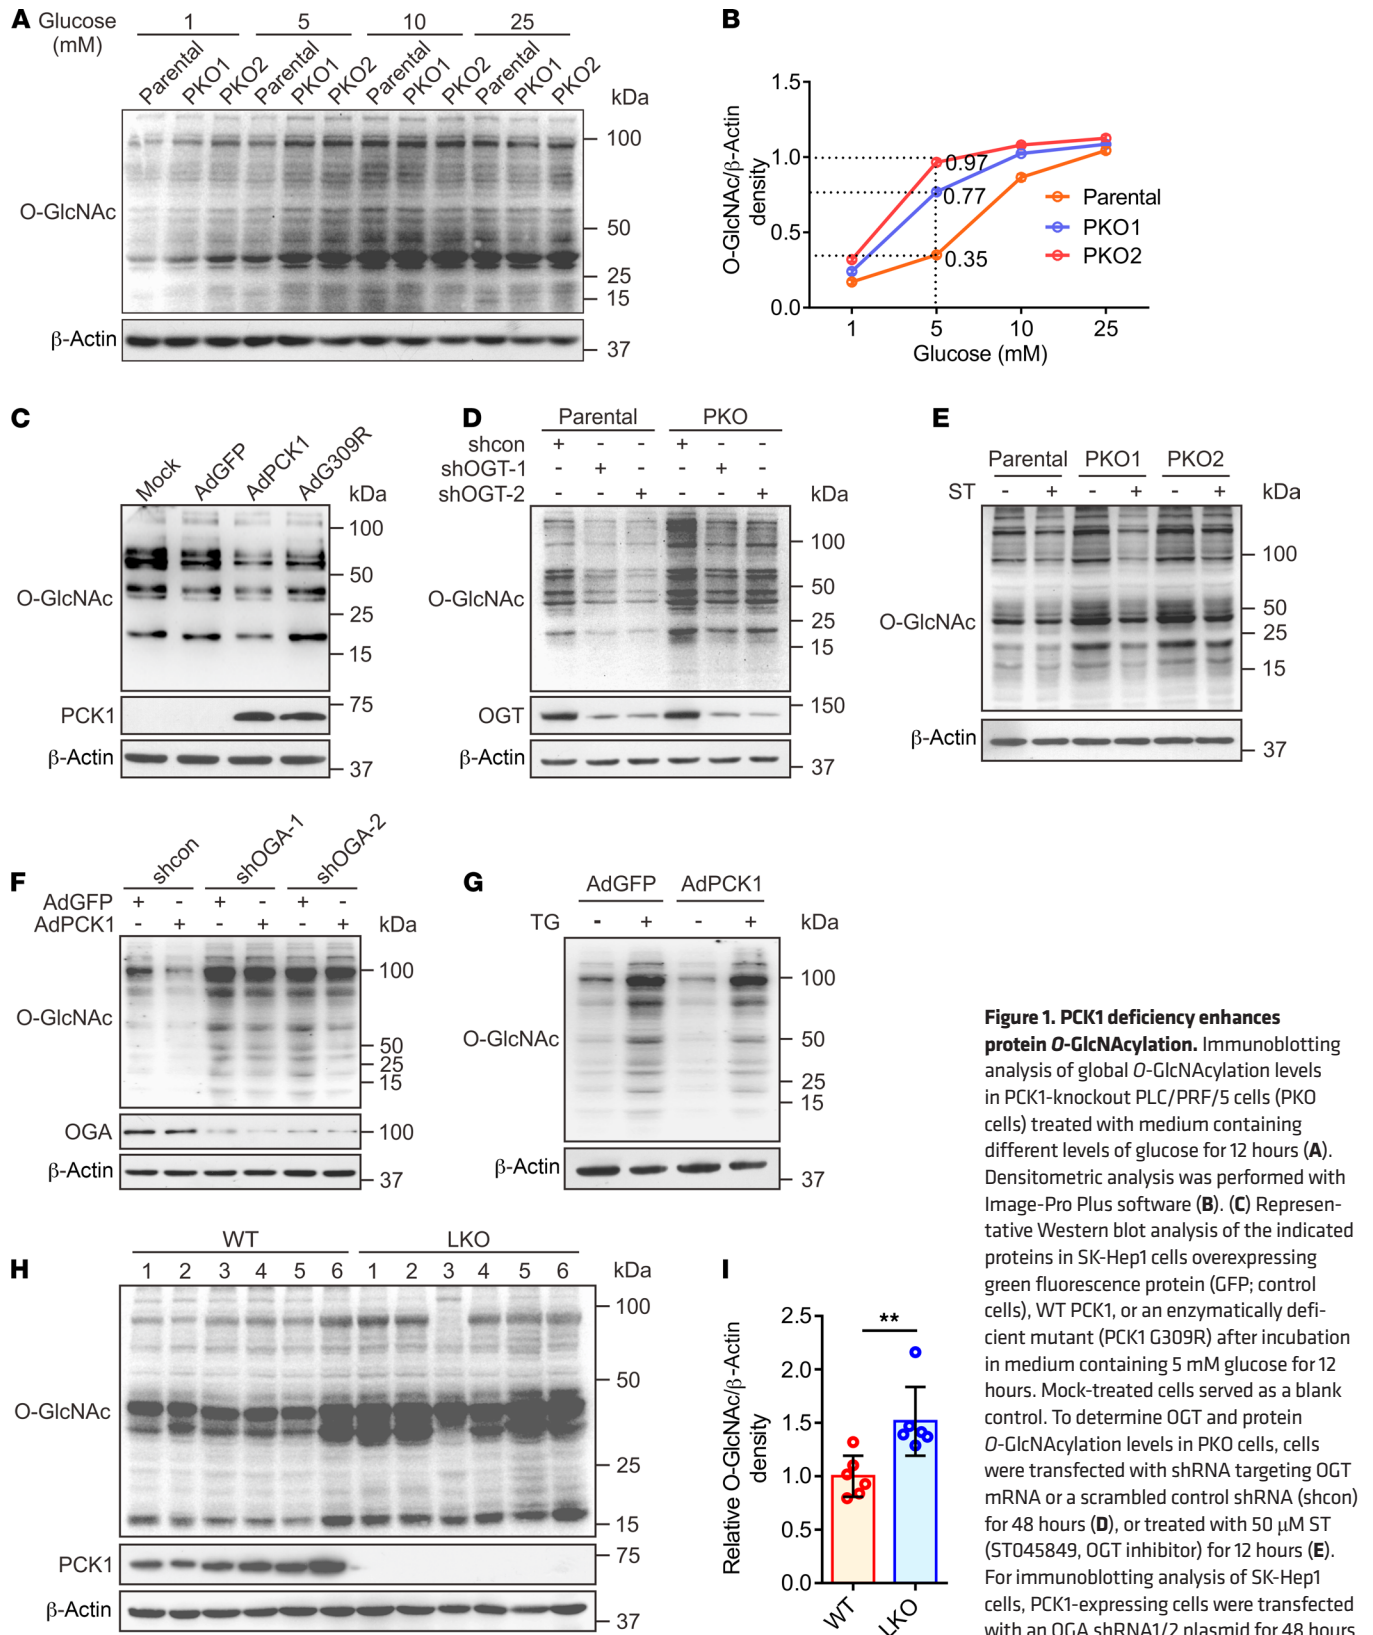 A Glucose (mM) 1 5 10 25
Parental PKO1 PKO2 Parental PKO1 PKO2 Parental PKO1 PKO2 Parental PKO1 PKO2
kDa
O-GlcNAc
100
50
25
15
β-Actin
37
B
O-GlcNAc/β-Actin density
1.5
1.0
0.5
0.0
0.97
0.77
0.35
Parental
PKO1
PKO2
1 5 10 25
Glucose (mM)
C
Mock AdGFP AdPCK1 AdG309R
kDa
O-GlcNAc
100
50
25
15
PCK1
75
β-Actin
37
D
Parental PKO
shcon + - - + - -
shOGT-1 - + - - + -
shOGT-2 - - + - - +
kDa
O-GlcNAc
100
50
25
15
OGT
150
β-Actin
37
E
Parental PKO1 PKO2
ST - + - + - +
kDa
O-GlcNAc
100
50
25
15
β-Actin
37
F
shcon shOGA-1 shOGA-2
AdGFP + - + - + -
AdPCK1 - + - + - +
kDa
O-GlcNAc
100
50
25
15
OGA
100
β-Actin
37
G
AdGFP AdPCK1
TG - + - +
kDa
O-GlcNAc
100
50
25
15
β-Actin
37
H
WT LKO
1 2 3 4 5 6 1 2 3 4 5 6
kDa
O-GlcNAc
100
50
25
15
PCK1
75
β-Actin
37
I
Relative O-GlcNAc/β-Actin density
2.5
2.0
1.5
1.0
0.5
0.0
**
WT LKO
Figure 1. PCK1 deficiency enhances
protein O-GlcNAcylation. Immunoblotting
analysis of global O-GlcNAcylation levels
in PCK1-knockout PLC/PRF/5 cells (PKO
cells) treated with medium containing
different levels of glucose for 12 hours (A).
Densitometric analysis was performed with
Image-Pro Plus software (B). (C) Represen-
tative Western blot analysis of the indicated
proteins in SK-Hep1 cells overexpressing
green fluorescence protein (GFP; control
cells), WT PCK1, or an enzymatically defi-
cient mutant (PCK1 G309R) after incubation
in medium containing 5 mM glucose for 12
hours. Mock-treated cells served as a blank
control. To determine OGT and protein
O-GlcNAcylation levels in PKO cells, cells
were transfected with shRNA targeting OGT
mRNA or a scrambled control shRNA (shcon)
for 48 hours (D), or treated with 50 μM ST
(ST045849, OGT inhibitor) for 12 hours (E).
For immunoblotting analysis of SK-Hep1
cells, PCK1-expressing cells were transfected
with an OGA shRNA1/2 plasmid for 48 hours